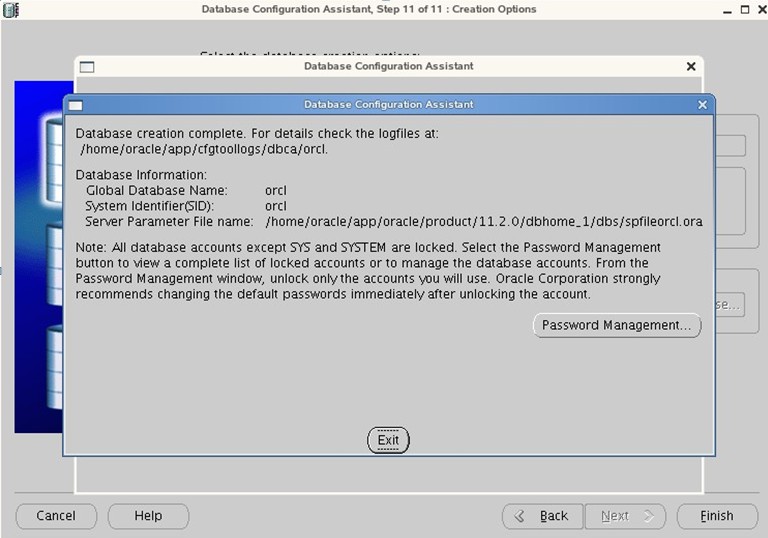 Database Configuration Assistant, Step 11 of 11 : Creation Options
Select the database creation options:
Database Configuration Assistant
Database Configuration Assistant
Database creation complete. For details check the logfiles at:
/home/oracle/app/cfgtoollogs/dbca/orcl.
Database Information:
Global Database Name: orcl
System Identifier(SID): orcl
Server Parameter File name: /home/oracle/app/oracle/product/11.2.0/dbhome_1/dbs/spfileorcl.ora
Note: All database accounts except SYS and SYSTEM are locked. Select the Password Management
button to view a complete list of locked accounts or to manage the database accounts. From the
Password Management window, unlock only the accounts you will use. Oracle Corporation strongly
recommends changing the default passwords immediately after unlocking the account.
se...
Password Management...
Exit
Cancel Help Back Next Finish